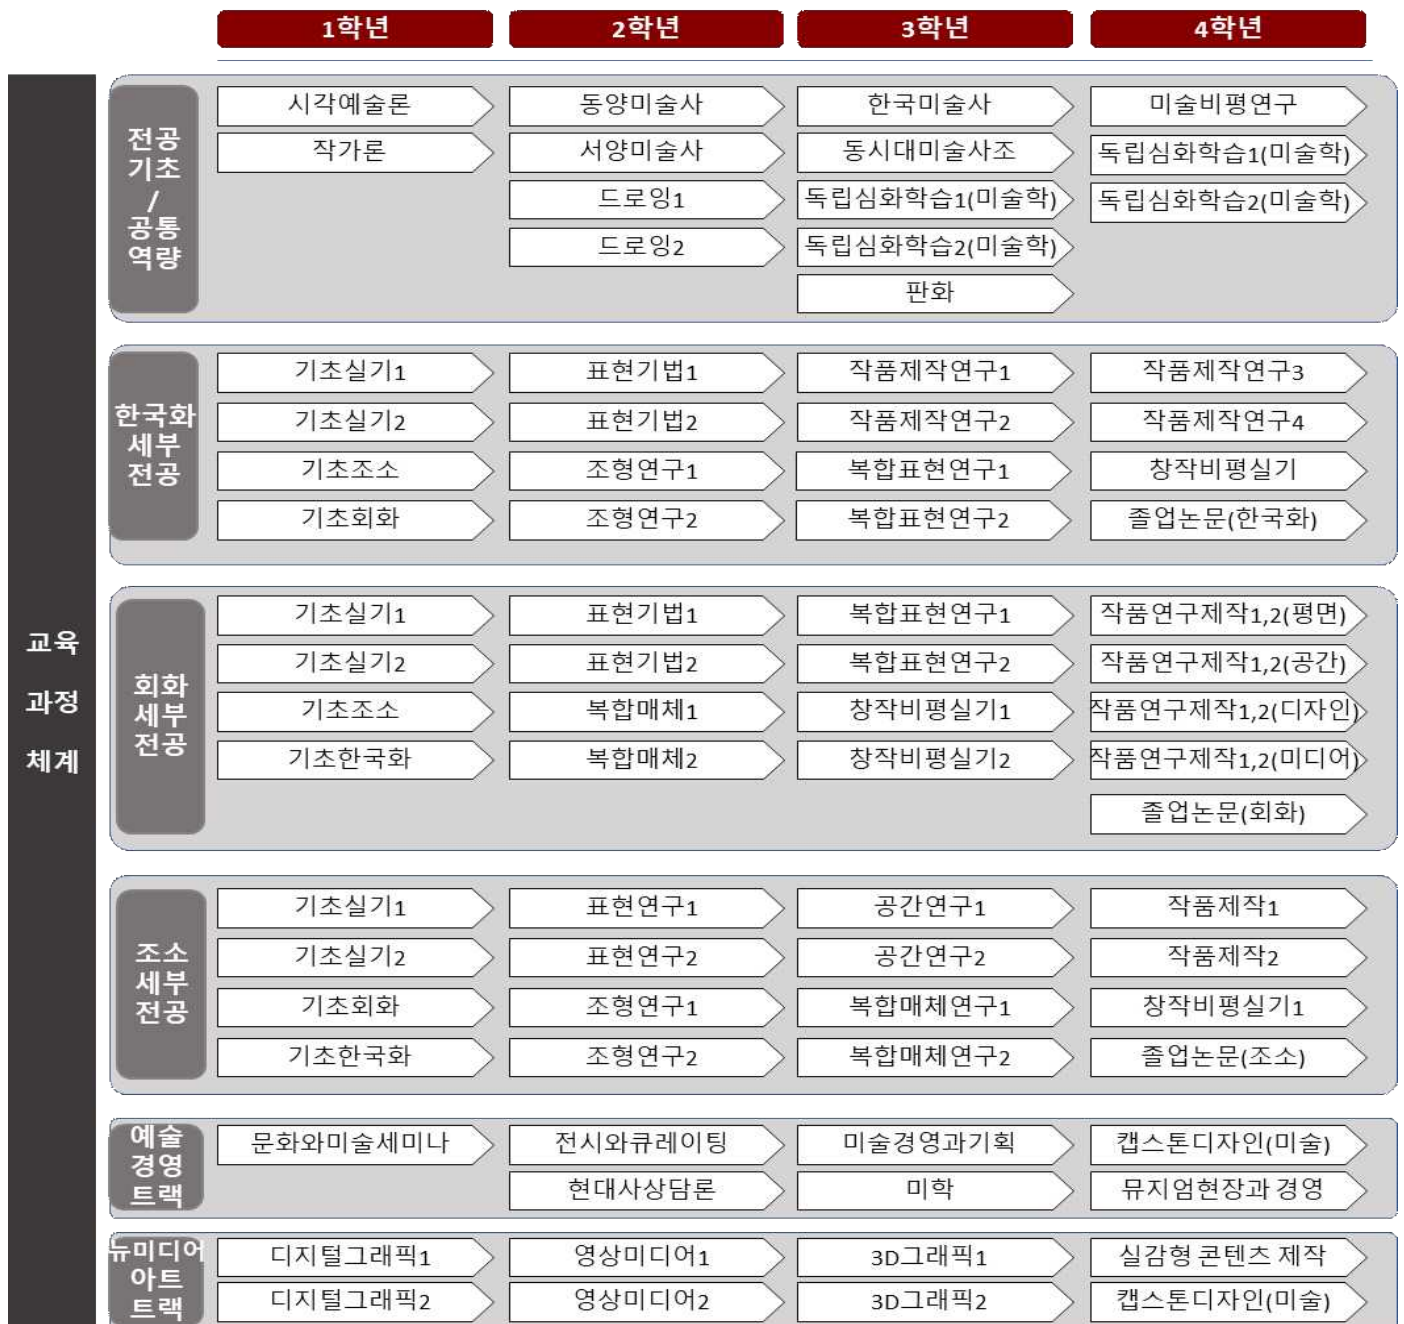 1학년
2학년
3학년
4학년
교육
과정
체계
전공
기초
/
공통
역량
시각예술론
동양미술사
한국미술사
미술비평연구
작가론
서양미술사
동시대미술사조
독립심화학습1(미술학)
드로잉1
독립심화학습1(미술학)
독립심화학습2(미술학)
드로잉2
독립심화학습2(미술학)
판화
한국화
세부
전공
기초실기1
표현기법1
작품제작연구1
작품제작연구3
기초실기2
표현기법2
작품제작연구2
작품제작연구4
기초조소
조형연구1
복합표현연구1
창작비평실기
기초회화
조형연구2
복합표현연구2
졸업논문(한국화)
회화
세부
전공
기초실기1
표현기법1
복합표현연구1
작품연구제작1,2(평면)
기초실기2
표현기법2
복합표현연구2
작품연구제작1,2(공간)
기초조소
복합매체1
창작비평실기1
작품연구제작1,2(디자인)
기초한국화
복합매체2
창작비평실기2
작품연구제작1,2(미디어)
졸업논문(회화)
조소
세부
전공
기초실기1
표현연구1
공간연구1
작품제작1
기초실기2
표현연구2
공간연구2
작품제작2
기초회화
조형연구1
복합매체연구1
창작비평실기1
기초한국화
조형연구2
복합매체연구2
졸업논문(조소)
예술
경영
트랙
문화와미술세미나
전시와큐레이팅
미술경영과기획
캡스톤디자인(미술)
현대사상담론
미학
뮤지엄현장과 경영
뉴미디어
아트
트랙
디지털그래픽1
영상미디어1
3D그래픽1
실감형 콘텐츠 제작
디지털그래픽2
영상미디어2
3D그래픽2
캡스톤디자인(미술)